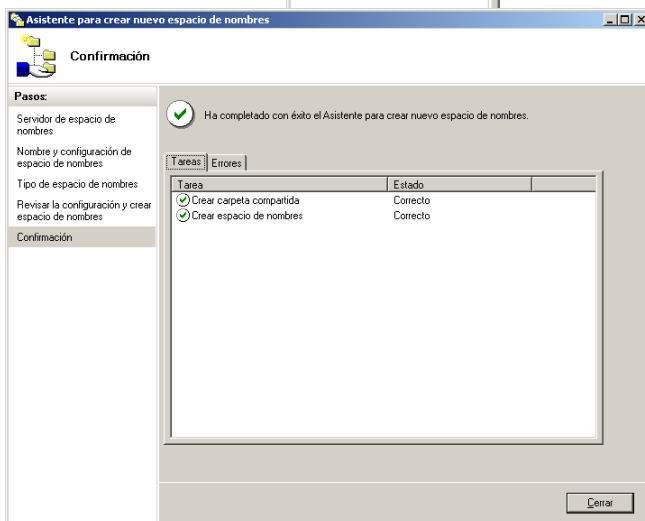 Asistente para crear nuevo espacio de nombres
Confirmación
Pasos:
Servidor de espacio de
nombres
Nombre y configuración de
espacio de nombres
Tipo de espacio de nombres
Revisar la configuración y crear
espacio de nombres
Confirmación
Ha completado con éxito el Asistente para crear nuevo espacio de nombres.
Tareas Errores
Tarea Estado
Crear carpeta compartida Correcto
Crear espacio de nombres Correcto
Cerrar